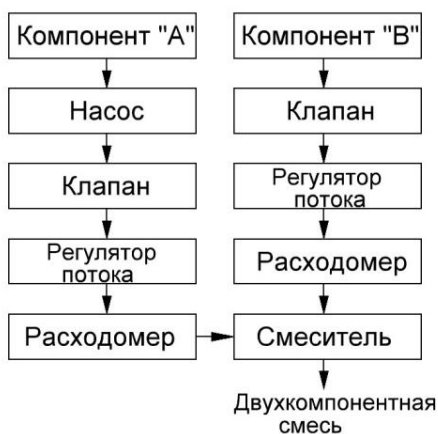 Компонент "А"
Насос
Клапан
Регулятор
потока
Расходомер
Компонент "В"
Клапан
Регулятор
потока
Расходомер
Смеситель
Двухкомпонентная
смесь